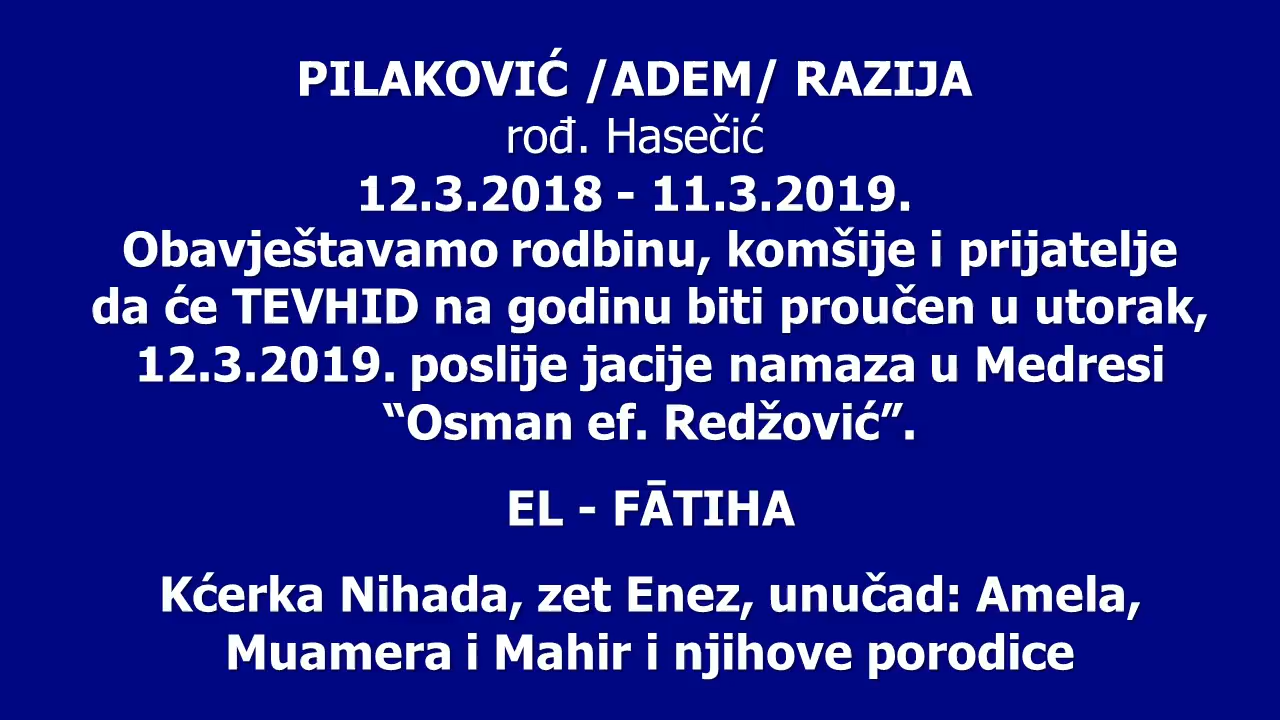 PILAKOVIĆ /ADEM/ RAZIJA
rođ. Hasečić
12.3.2018 - 11.3.2019.
Obavještavamo rodbinu, komšije i prijatelje
da će TEVHID na godinu biti proučen u utorak,
12.3.2019. poslije jacije namaza u Medresi
“Osman ef. Redžović”.
EL - FĀTIHA
Kćerka Nihada, zet Enez, unučad: Amela,
Muamera i Mahir i njihove porodice